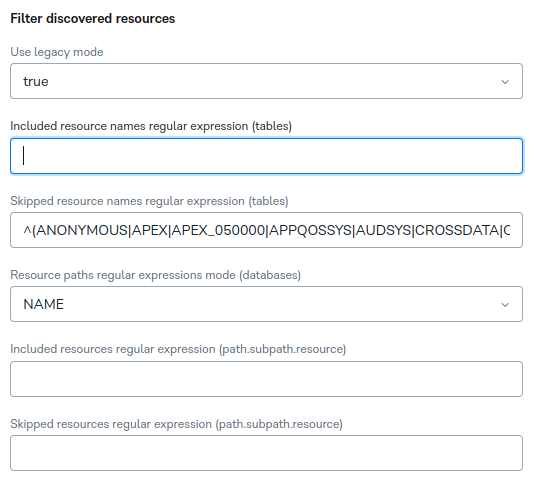 Filter discovered resources
Use legacy mode
true
Included resource names regular expression (tables)
Skipped resource names regular expression (tables)
^(ANONYMOUS|APEX|APEX_050000|APPQOSSYS|AUDSYS|CROSSDATA|C
Resource paths regular expressions mode (databases)
NAME
Included resources regular expression (path.subpath.resource)
Skipped resources regular expression (path.subpath.resource)